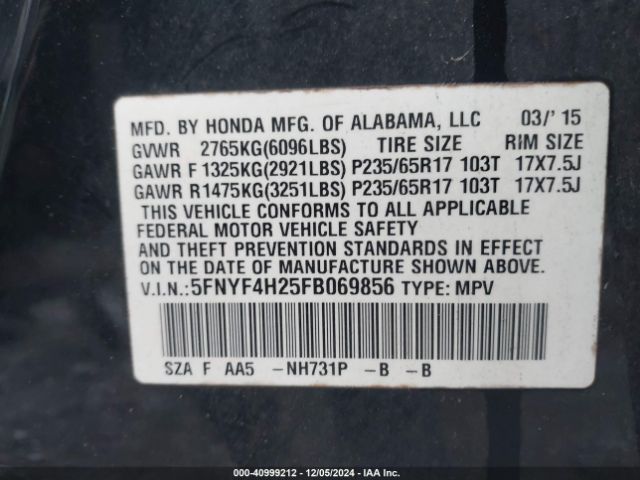 MFD. BY HONDA MFG. OF ALABAMA, LLC 03/'15
GVWR 2765KG(6096LBS) TIRE SIZE RIM SIZE
GAWR F 1325KG(2921LBS) P235/65R17 103T 17X7.5J
GAWR R1475KG(3251LBS) P235/65R17 103T 17X7.5J
THIS VEHICLE CONFORMS TO ALL APPLICABLE
FEDERAL MOTOR VEHICLE SAFETY
AND THEFT PREVENTION STANDARDS IN EFFECT
ON THE DATE OF MANUFACTURE SHOWN ABOVE.
V.I.N.:5FNYF4H25FB069856 TYPE: MPV
SZA F AA5 -NH731P -B -B
000-40999212 - 12/05/2024 - IAA Inc.